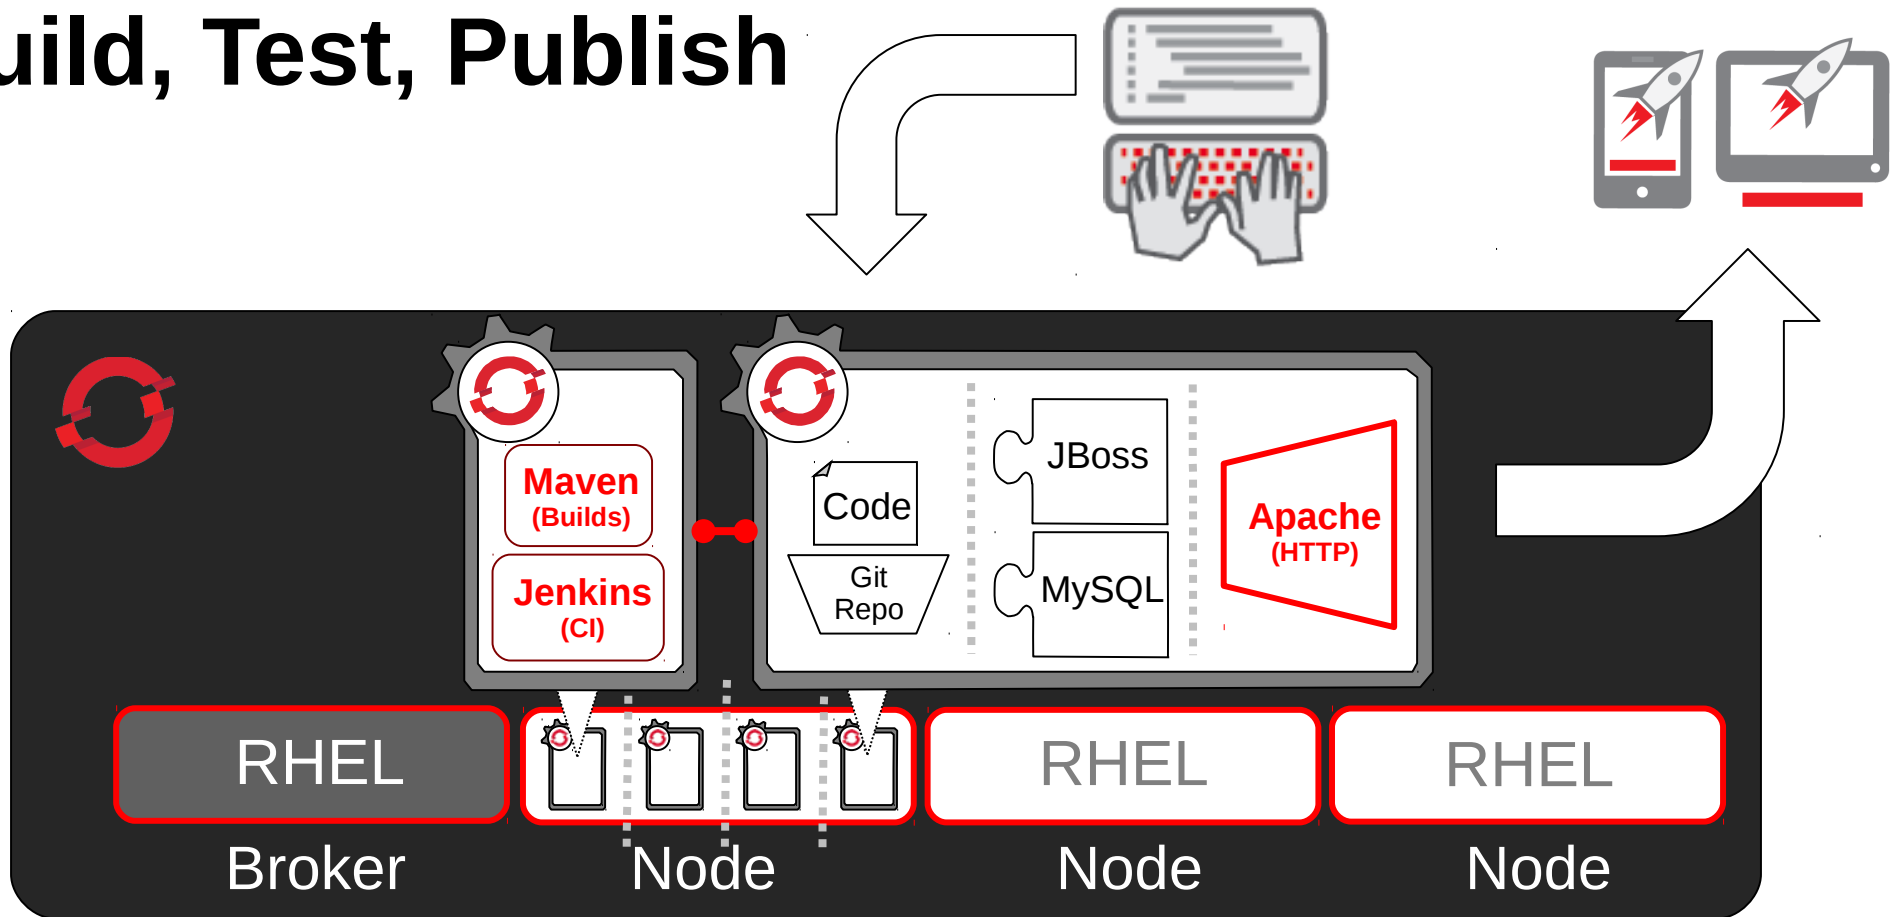 uild, Test, Publish
Maven
(Builds)
Jenkins
(CI)
Code
Git
Repo
JBoss
MySQL
Apache
(HTTP)
RHEL
RHEL
RHEL
Broker
Node
Node
Node